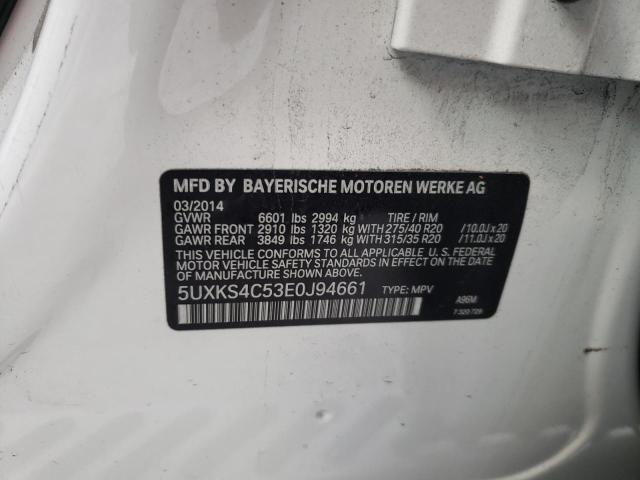 MFD BY BAYERISCHE MOTOREN WERKE AG
03/2014
GVWR 6601 lbs 2994 kg TIRE / RIM
GAWR FRONT 2910 lbs 1320 kg WITH 275/40 R20 /10.0J x 20
GAWR REAR 3849 lbs 1746 kg WITH 315/35 R20 /11.0J x 20
THIS VEHICLE CONFORMS TO ALL APPLICABLE U. S. FEDERAL
MOTOR VEHICLE SAFETY STANDARDS IN EFFECT ON THE DATE OF
MANUFACTURE SHOWN ABOVE.
5UXKS4C53E0J94661 TYPE: MPV A96M
7 320 729